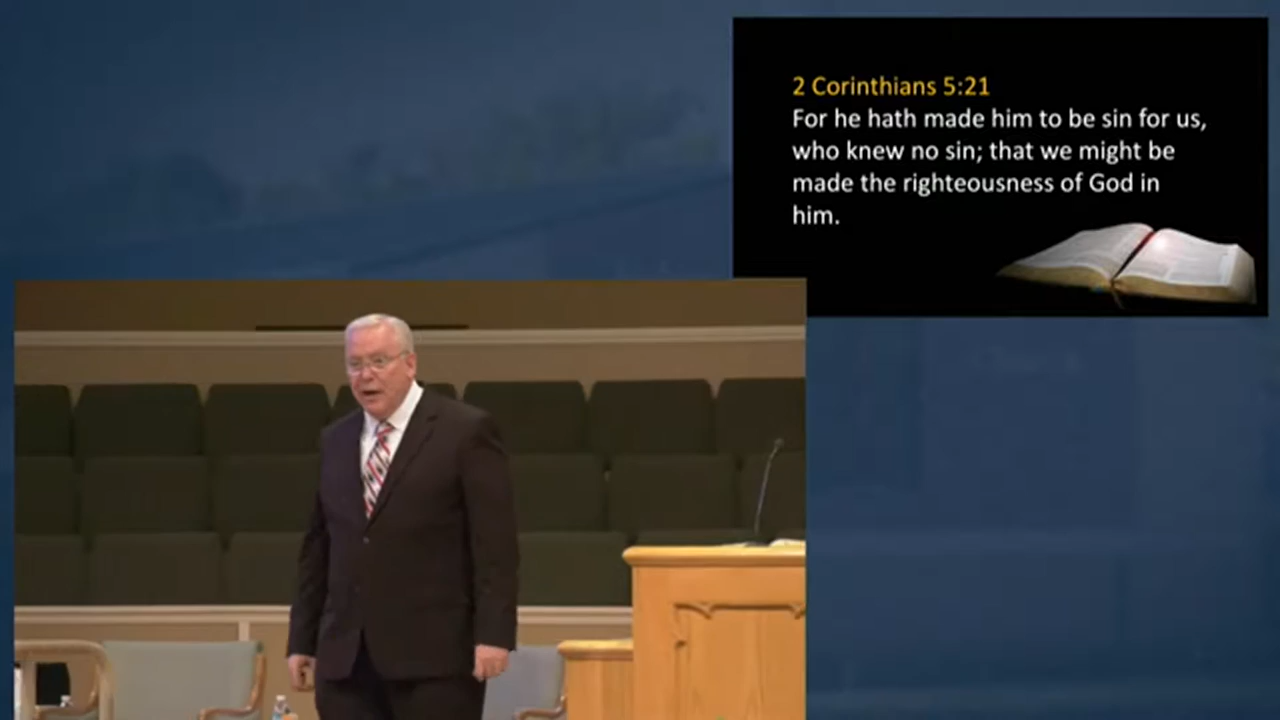 2 Corinthians 5:21
For he hath made him to be sin for us,
who knew no sin; that we might be
made the righteousness of God in
him.